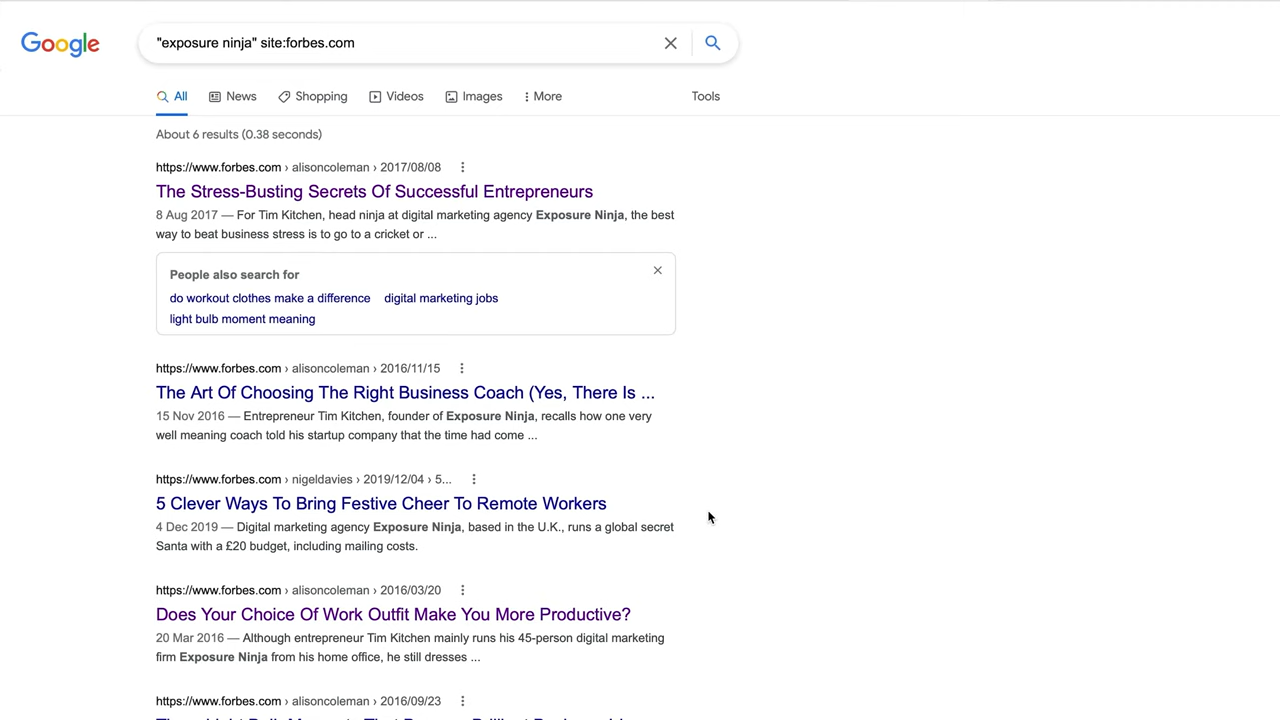 Google
"exposure ninja" site:forbes.com
All News Shopping Videos Images More Tools
About 6 results (0.38 seconds)
https://www.forbes.com › alisoncoleman › 2017/08/08
The Stress-Busting Secrets Of Successful Entrepreneurs
8 Aug 2017 — For Tim Kitchen, head ninja at digital marketing agency Exposure Ninja, the best
way to beat business stress is to go to a cricket or ...
People also search for
do workout clothes make a difference digital marketing jobs
light bulb moment meaning
https://www.forbes.com › alisoncoleman › 2016/11/15
The Art Of Choosing The Right Business Coach (Yes, There Is ...
15 Nov 2016 — Entrepreneur Tim Kitchen, founder of Exposure Ninja, recalls how one very
well meaning coach told his startup company that the time had come ...
https://www.forbes.com › nigeldavies › 2019/12/04 › 5...
5 Clever Ways To Bring Festive Cheer To Remote Workers
4 Dec 2019 — Digital marketing agency Exposure Ninja, based in the U.K., runs a global secret
Santa with a £20 budget, including mailing costs.
https://www.forbes.com › alisoncoleman › 2016/03/20
Does Your Choice Of Work Outfit Make You More Productive?
20 Mar 2016 — Although entrepreneur Tim Kitchen mainly runs his 45-person digital marketing
firm Exposure Ninja from his home office, he still dresses ...
https://www.forbes.com › alisoncoleman › 2016/09/23